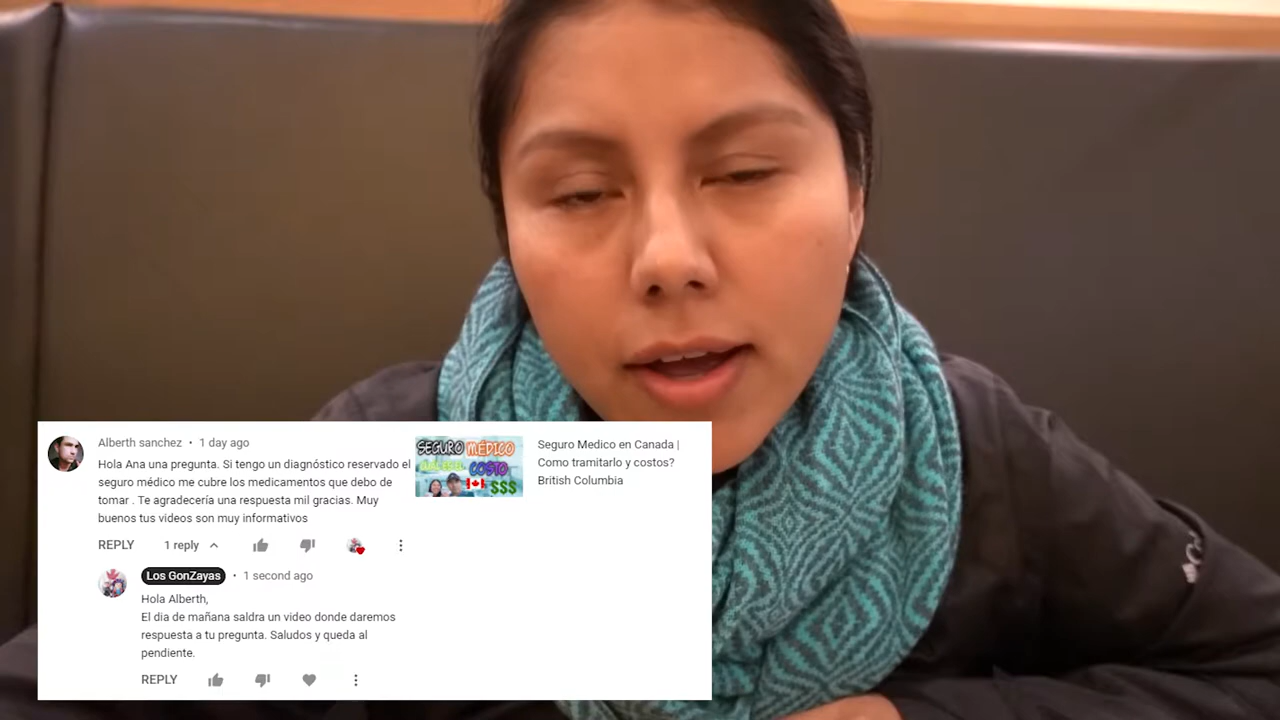 Alberth sanchez • 1 day ago
Hola Ana una pregunta. Si tengo un diagnóstico reservado el
seguro médico me cubre los medicamentos que debo de
tomar . Te agradecería una respuesta mil gracias. Muy
buenos tus videos son muy informativos
REPLY 1 reply
SEGURO MÉDICO
COSTO
$$$
Seguro Medico en Canada |
Como tramitarlo y costos?
British Columbia
Los GonZayas • 1 second ago
Hola Alberth,
El dia de mañana saldra un video donde daremos
respuesta a tu pregunta. Saludos y queda al
pendiente.
REPLY